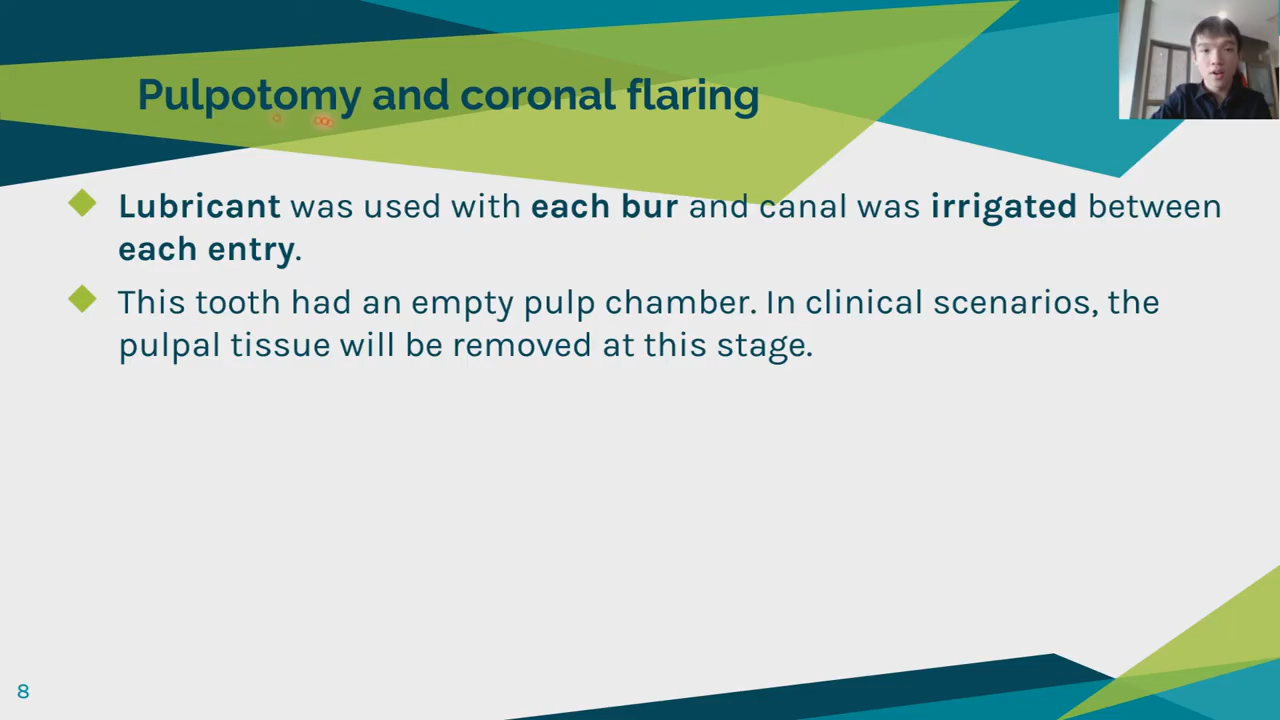 Pulpotomy and coronal flaring
Lubricant was used with each bur and canal was irrigated between
each entry.
This tooth had an empty pulp chamber. In clinical scenarios, the
pulpal tissue will be removed at this stage.
8